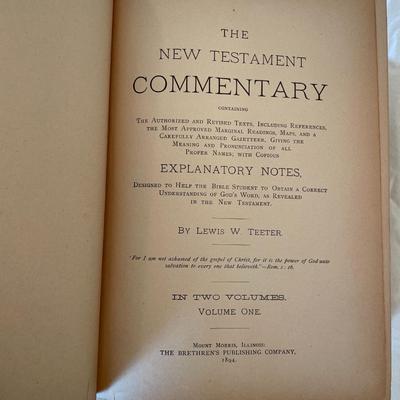 THE
NEW TESTAMENT
COMMENTARY
CONTAINING
THE AUTHORIZED AND REVISED TEXTS, INCLUDING REFERENCES,
THE MOST APPROVED MARGINAL READINGS, MAPS, AND A
CAREFULLY ARRANGED GAZETTEER, GIVING THE
MEANING AND PRONUNCIATION OF ALL
PROPER NAMES; WITH COPIOUS
EXPLANATORY NOTES,
DESIGNED TO HELP THE BIBLE STUDENT TO OBTAIN A CORRECT
UNDERSTANDING OF GOD'S WORD, AS REVEALED
IN THE NEW TESTAMENT.
BY LEWIS W. TEETER.
'For I am not ashamed of the gospel of Christ, for it is the power of God unto
salvation to every one that believeth.'—Rom. 1: 16.
IN TWO VOLUMES.
VOLUME ONE.
MOUNT MORRIS, ILLINOIS:
THE BRETHREN'S PUBLISHING COMPANY,
1894.